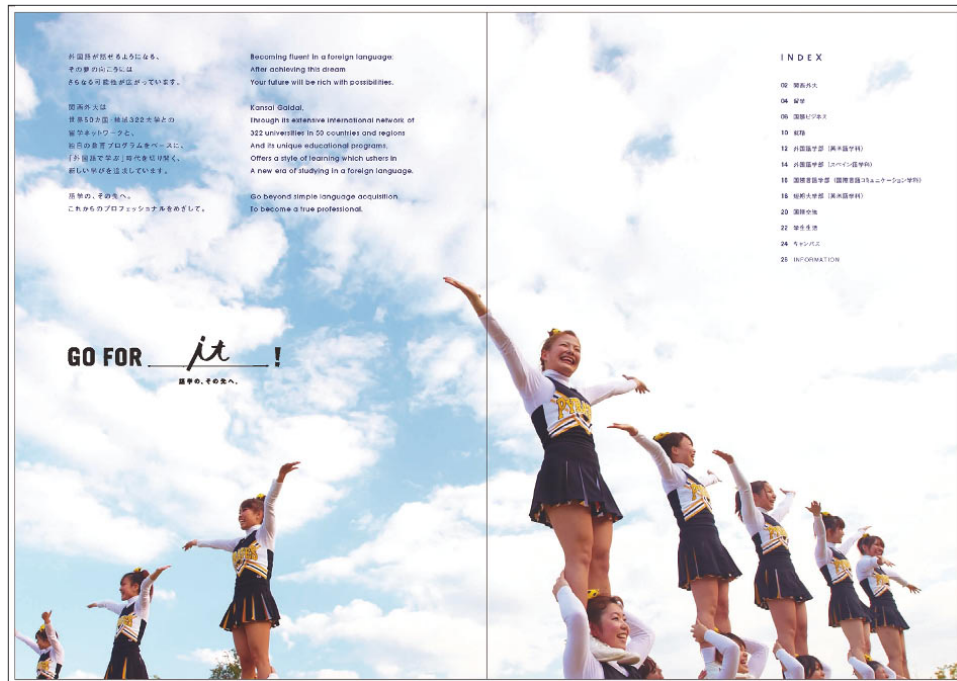 外国語が話せるようになる、
その夢の向こうには
さらなる可能性が広がっています。
関西外大は
世界50カ国・地域322大学との
留学ネットワークと、
独自の教育プログラムをベースに、
「外国語で学ぶ」時代を切り開く、
新しい学びを追求しています。
語学の、その先へ。
これからのプロフェッショナルをめざして。
Becoming fluent in a foreign language:
After achieving this dream
Your future will be rich with possibilities.
Kansai Gaidai,
Through its extensive international network of
322 universities in 50 countries and regions
And its unique educational programs,
Offers a style of learning which ushers in
A new era of studying in a foreign language.
Go beyond simple language acquisition
To become a true professional.
GO FOR it !
語学の、その先へ。
INDEX
02 関西外大
04 留学
06 国際ビジネス
10 就職
12 外国語学部（英米語学科）
14 外国語学部（スペイン語学科）
16 国際言語学部（国際言語コミュニケーション学科）
18 短期大学部（英米語学科）
20 国際交流
22 学生生活
24 キャンパス
25 INFORMATION